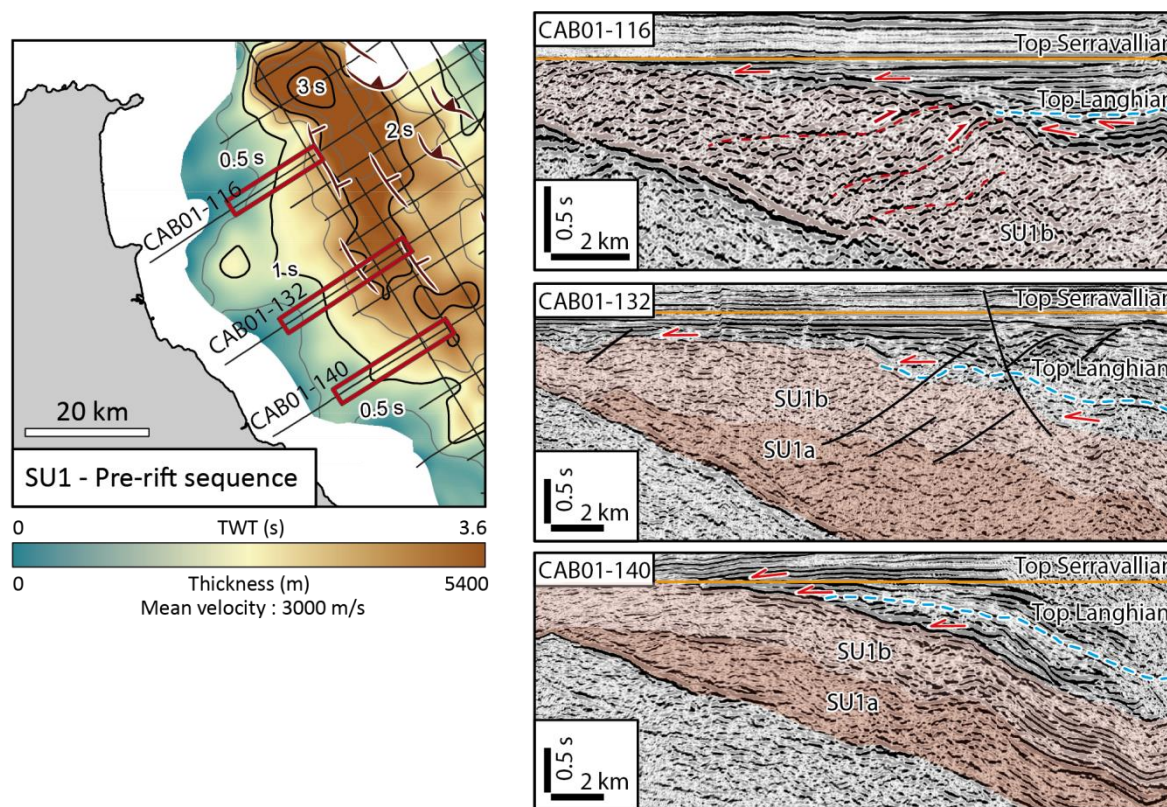 3 s
2 s
0.5 s
CAB01-116
1 s
CAB01-132
CAB01-140
0.5 s
20 km
SU1 - Pre-rift sequence
0 TWT (s) 3.6
0 Thickness (m) 5400
Mean velocity : 3000 m/s
CAB01-116
Top Serravallian
Top Langhian
SU1b
0.5 s
2 km
CAB01-132
Top Serravallian
Top Langhian
SU1b
SU1a
0.5 s
2 km
CAB01-140
Top Serravallian
Top Langhian
SU1b
SU1a
0.5 s
2 km